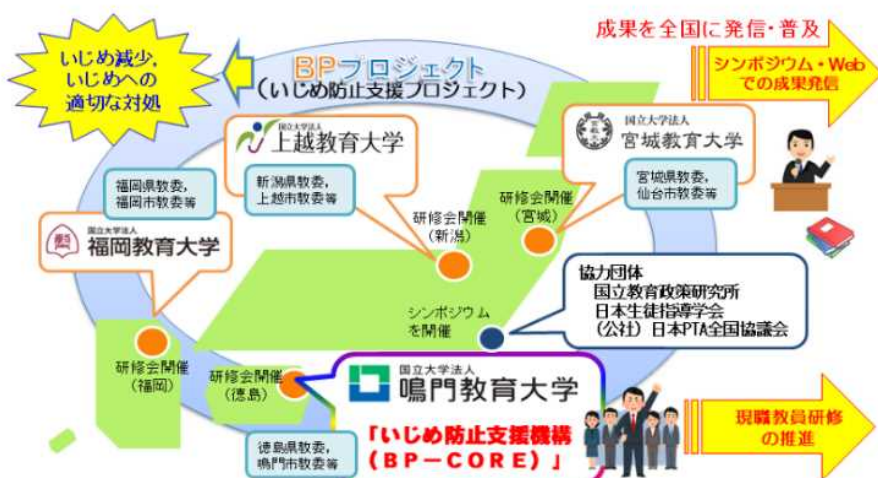 いじめ減少,
いじめへの
適切な対処
BPプロジェクト
(いじめ防止支援プロジェクト)
成果を全国に発信・普及
シンポジウム・Web
での成果発信
国立大学法人
上越教育大学
新潟県教委,
上越市教委等
国立大学法人
宮城教育大学
宮城県教委,
仙台市教委等
福岡県教委,
福岡市教委等
国立大学法人
福岡教育大学
研修会開催
(新潟)
研修会開催
(宮城)
シンポジウム
を開催
協力団体
国立教育政策研究所
日本生徒指導学会
(公社)日本PTA全国協議会
研修会開催
(福岡)
研修会開催
(徳島)
国立大学法人
鳴門教育大学
「いじめ防止支援機構
(BP-CORE)」
徳島県教委,
鳴門市教委等
現職教員研修
の推進